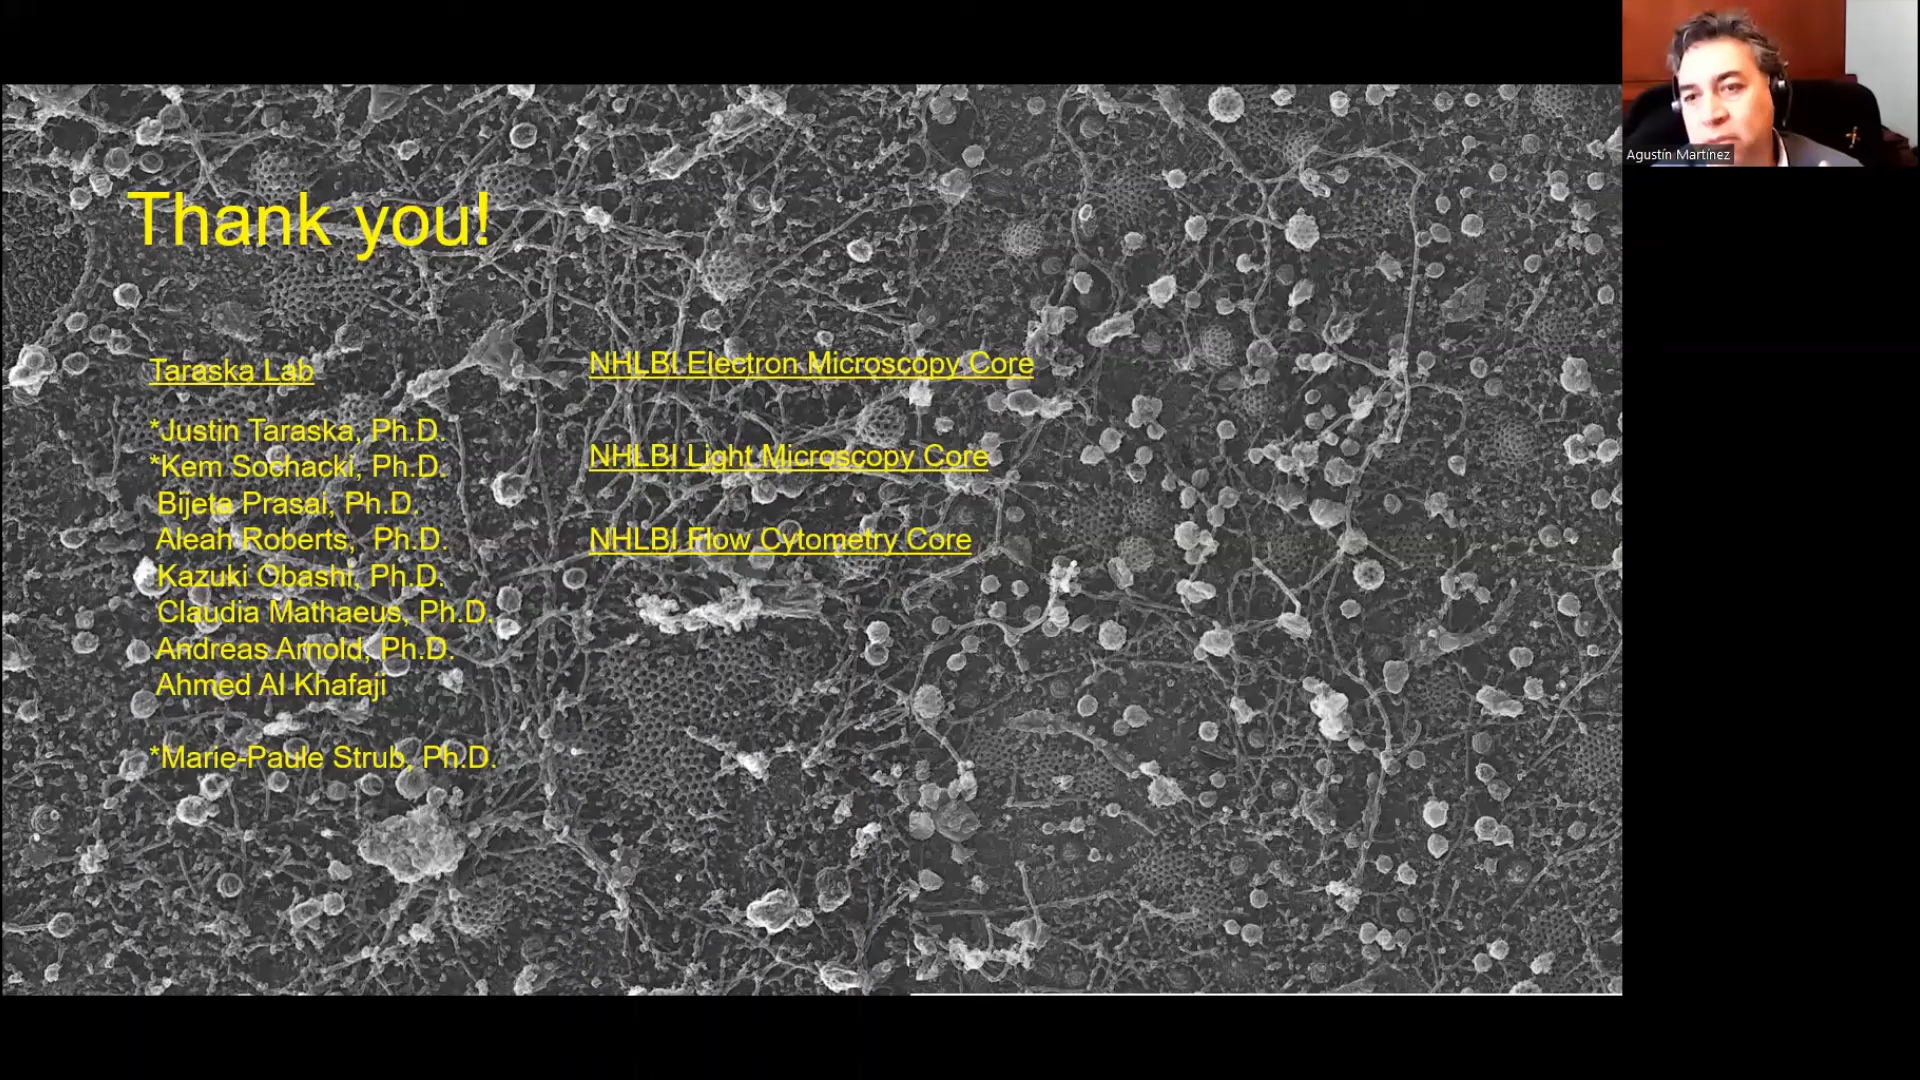 Thank you!
Taraska Lab
*Justin Taraska, Ph.D.
*Kem Sochacki, Ph.D.
Bijeta Prasai, Ph.D.
Aleah Roberts, Ph.D.
Kazuki Obashi, Ph.D.
Claudia Mathaeus, Ph.D.
Andreas Arnold, Ph.D.
Ahmed Al Khafaji
*Marie-Paule Strub, Ph.D.
NHLBI Electron Microscopy Core
NHLBI Light Microscopy Core
NHLBI Flow Cytometry Core
Agustín Martínez